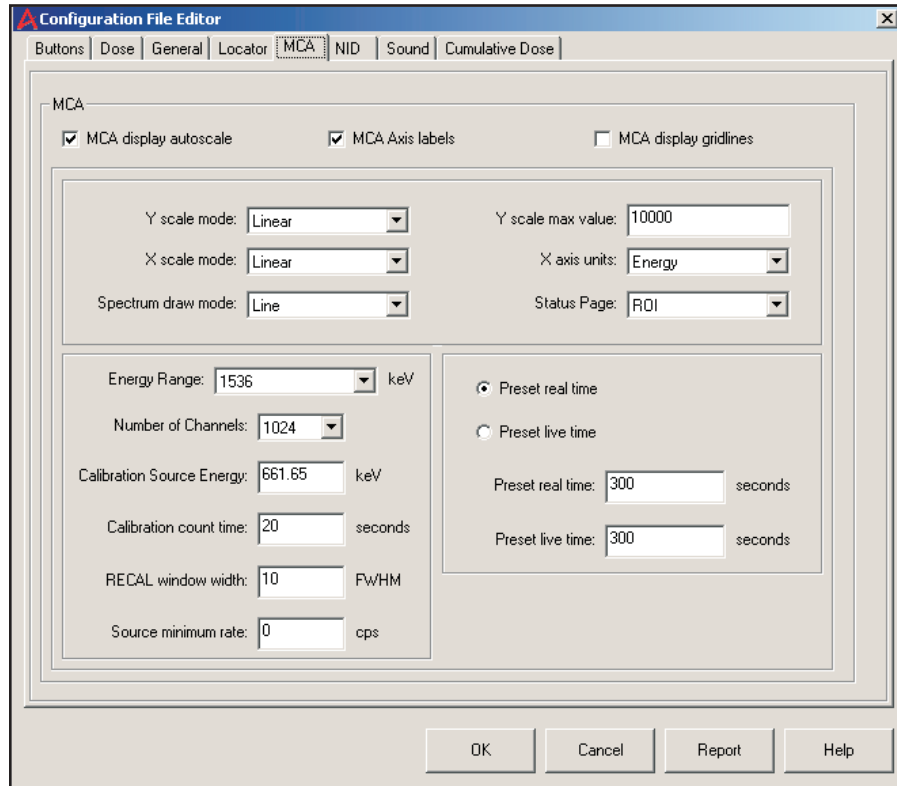 Configuration File Editor
Buttons Dose General Locator MCA NID Sound Cumulative Dose
MCA
MCA display autoscale MCA Axis labels MCA display gridlines
Y scale mode: Linear Y scale max value: 10000
X scale mode: Linear X axis units: Energy
Spectrum draw mode: Line Status Page: ROI
Energy Range: 1536 keV
Number of Channels: 1024
Calibration Source Energy: 661.65 keV
Calibration count time: 20 seconds
RECAL window width: 10 FWHM
Source minimum rate: 0 cps
Preset real time
Preset live time
Preset real time: 300 seconds
Preset live time: 300 seconds
OK Cancel Report Help